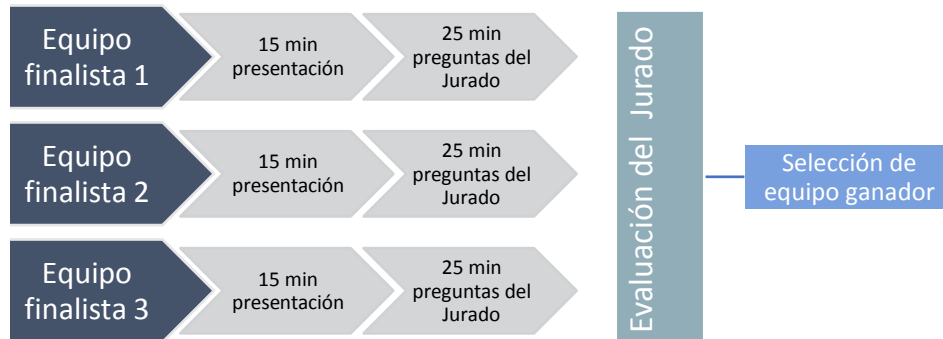 Equipo
finalista 1
15 min
presentación
25 min
preguntas del
Jurado
Equipo
finalista 2
15 min
presentación
25 min
preguntas del
Jurado
Equipo
finalista 3
15 min
presentación
25 min
preguntas del
Jurado
Evaluación del Jurado
Selección de
equipo ganador